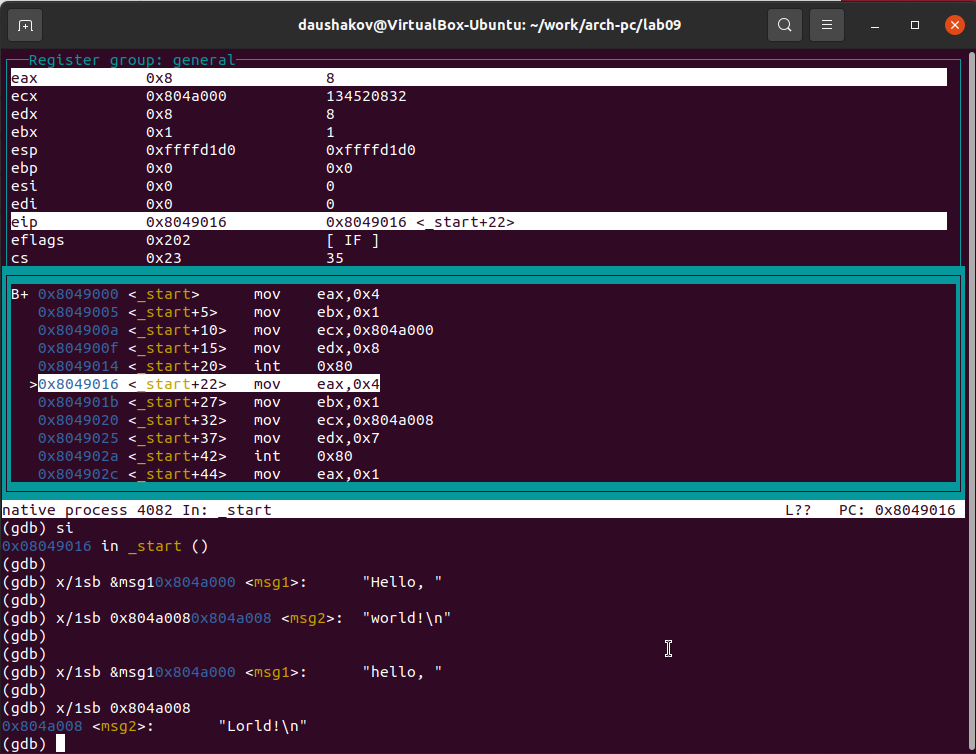 daushakov@VirtualBox-Ubuntu: ~/work/arch-pc/lab09
Register group: general
eax 0x8 8
ecx 0x804a000 134520832
edx 0x8 8
ebx 0x1 1
esp 0xffffd1d0 0xffffd1d0
ebp 0x0 0x0
esi 0x0 0
edi 0x0 0
eip 0x8049016 0x8049016 <_start+22>
eflags 0x202 [ IF ]
cs 0x23 35
B+ 0x8049000 <_start> mov eax,0x4
0x8049005 <_start+5> mov ebx,0x1
0x804900a <_start+10> mov ecx,0x804a000
0x804900f <_start+15> mov edx,0x8
0x8049014 <_start+20> int 0x80
>0x8049016 <_start+22> mov eax,0x4
0x804901b <_start+27> mov ebx,0x1
0x8049020 <_start+32> mov ecx,0x804a008
0x8049025 <_start+37> mov edx,0x7
0x804902a <_start+42> int 0x80
0x804902c <_start+44> mov eax,0x1
native process 4082 In: _start L?? PC: 0x8049016
(gdb) si
0x08049016 in _start ()
(gdb)
(gdb) x/1sb &msg10x804a000 <msg1>: "Hello, "
(gdb)
(gdb) x/1sb 0x804a0080x804a008 <msg2>: "world!\n"
(gdb)
(gdb)
(gdb) x/1sb &msg10x804a000 <msg1>: "hello, "
(gdb)
(gdb) x/1sb 0x804a008
0x804a008 <msg2>: "Lorld!\n"
(gdb)